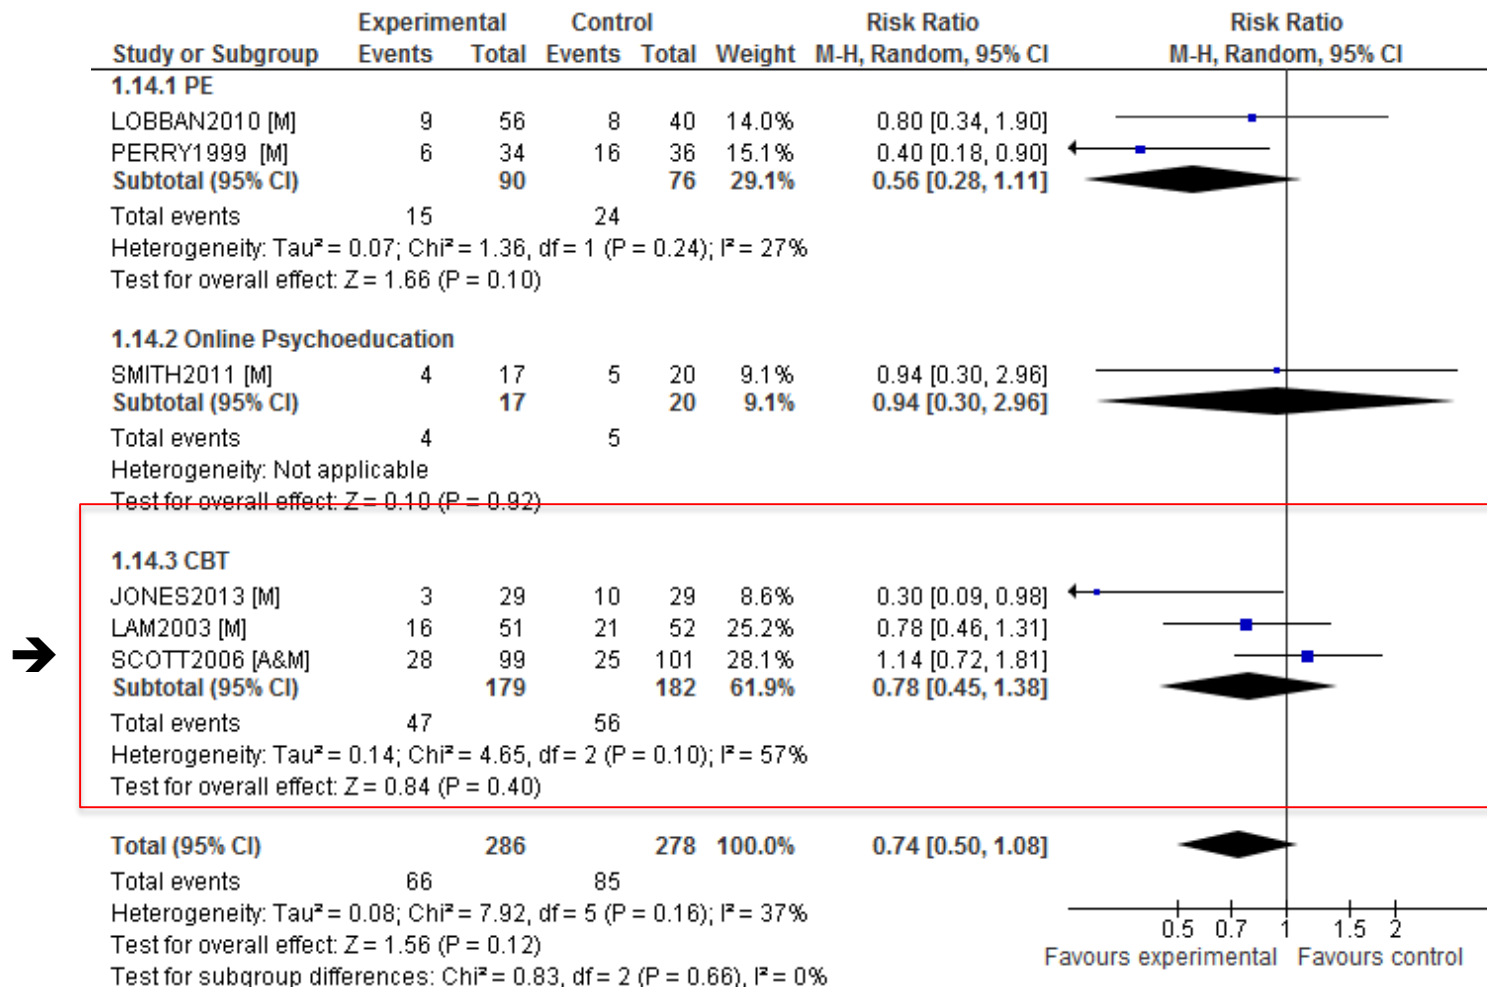 Experimental Control Risk Ratio Risk Ratio
Study or Subgroup Events Total Events Total Weight M-H, Random, 95% CI M-H, Random, 95% CI
1.14.1 PE
LOBBAN2010 [M] 9 56 8 40 14.0% 0.80 [0.34, 1.90]
PERRY1999 [M] 6 34 16 36 15.1% 0.40 [0.18, 0.90]
Subtotal (95% CI) 90 76 29.1% 0.56 [0.28, 1.11]
Total events 15 24
Heterogeneity: Tau² = 0.07; Chi² = 1.36, df = 1 (P = 0.24); I² = 27%
Test for overall effect: Z = 1.66 (P = 0.10)
1.14.2 Online Psychoeducation
SMITH2011 [M] 4 17 5 20 9.1% 0.94 [0.30, 2.96]
Subtotal (95% CI) 17 20 9.1% 0.94 [0.30, 2.96]
Total events 4 5
Heterogeneity: Not applicable
Test for overall effect: Z = 0.10 (P = 0.92)
1.14.3 CBT
JONES2013 [M] 3 29 10 29 8.6% 0.30 [0.09, 0.98]
LAM2003 [M] 16 51 21 52 25.2% 0.78 [0.46, 1.31]
SCOTT2006 [A&M] 28 99 25 101 28.1% 1.14 [0.72, 1.81]
Subtotal (95% CI) 179 182 61.9% 0.78 [0.45, 1.38]
Total events 47 56
Heterogeneity: Tau² = 0.14; Chi² = 4.65, df = 2 (P = 0.10); I² = 57%
Test for overall effect: Z = 0.84 (P = 0.40)
Total (95% CI) 286 278 100.0% 0.74 [0.50, 1.08]
Total events 66 85
Heterogeneity: Tau² = 0.08; Chi² = 7.92, df = 5 (P = 0.16); I² = 37%
Test for overall effect: Z = 1.56 (P = 0.12)
Test for subgroup differences: Chi² = 0.83, df = 2 (P = 0.66), I² = 0%
0.5 0.7 1 1.5 2
Favours experimental Favours control